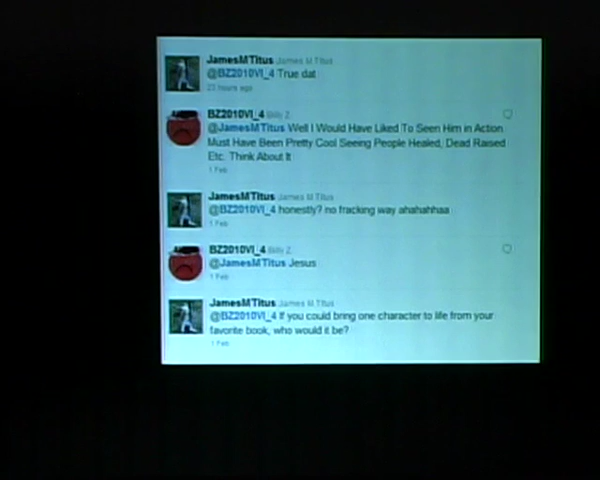 JamesMTitus James M Titus
@BZ2010VI_4 True dat
23 hours ago
BZ2010VI_4 Billy Z
@JamesMTitus Well I Would Have Liked To Seen Him in Action
Must Have Been Pretty Cool Seeing People Healed, Dead Raised
Etc. Think About It
1 Feb
JamesMTitus James M Titus
@BZ2010VI_4 honestly? no fracking way ahahahhaa
1 Feb
BZ2010VI_4 Billy Z
@JamesMTitus Jesus
1 Feb
JamesMTitus James M Titus
@BZ2010VI_4 If you could bring one character to life from your
favorite book, who would it be?
1 Feb